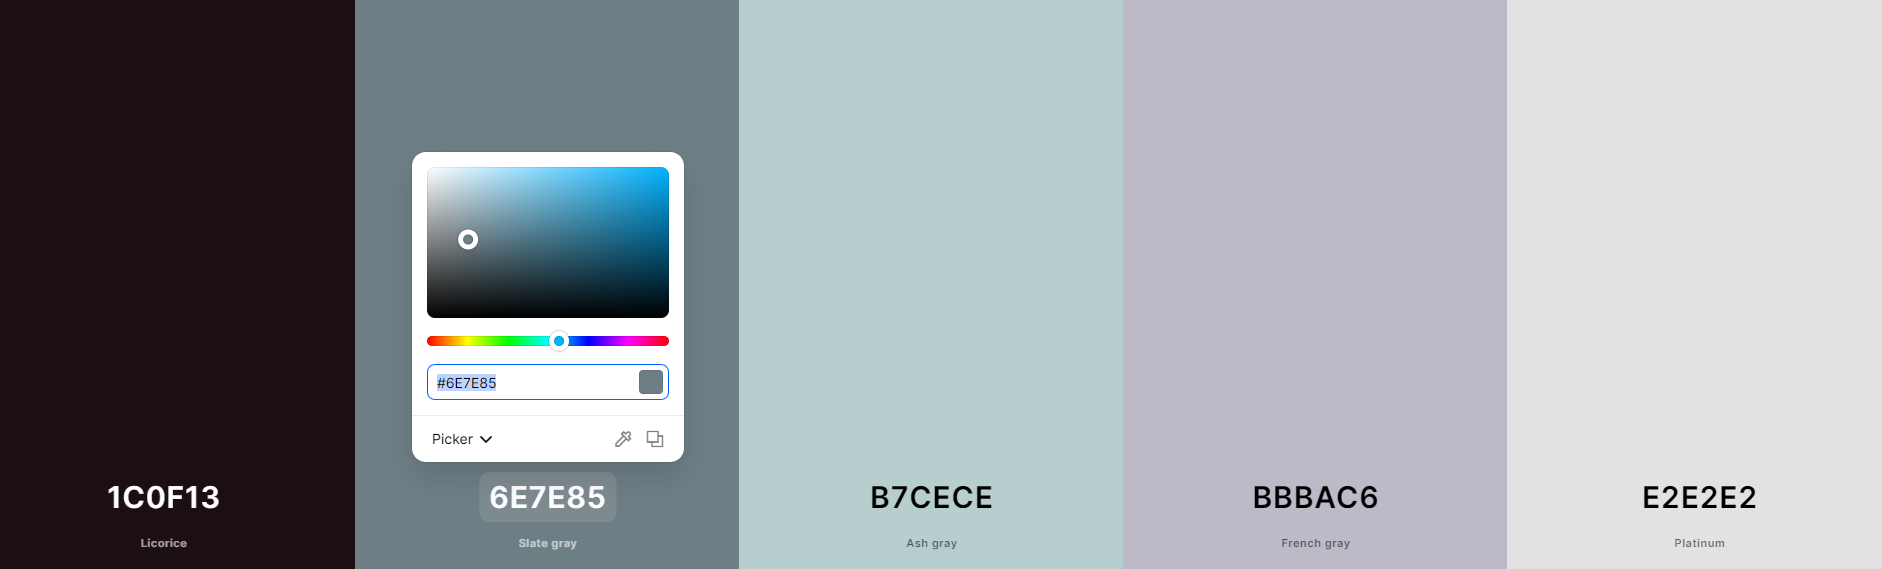 #6E7E85
Picker
1C0F13
Licorice
6E7E85
Slate gray
B7CECE
Ash gray
BBBAC6
French gray
E2E2E2
Platinum